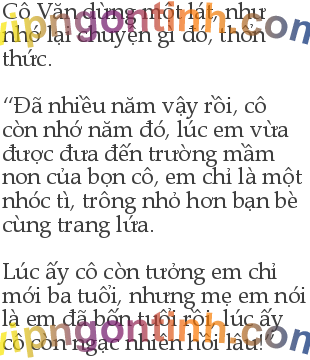 Cô Văn dừng một lát, như
nhớ lại chuyện gì đó, thổn
thức.
“Đã nhiều năm vậy rồi, cô
còn nhớ năm đó, lúc em vừa
được đưa đến trường mầm
non của bọn cô, em chỉ là một
nhóc tì, trông nhỏ hơn bạn bè
cùng trang lứa.
Lúc ấy cô còn tưởng em chỉ
mới ba tuổi, nhưng mẹ em nói
là em đã bốn tuổi rồi, lúc ấy
cô còn ngạc nhiên hồi lâu!”
vipngontinh.com
vipngontinh.com